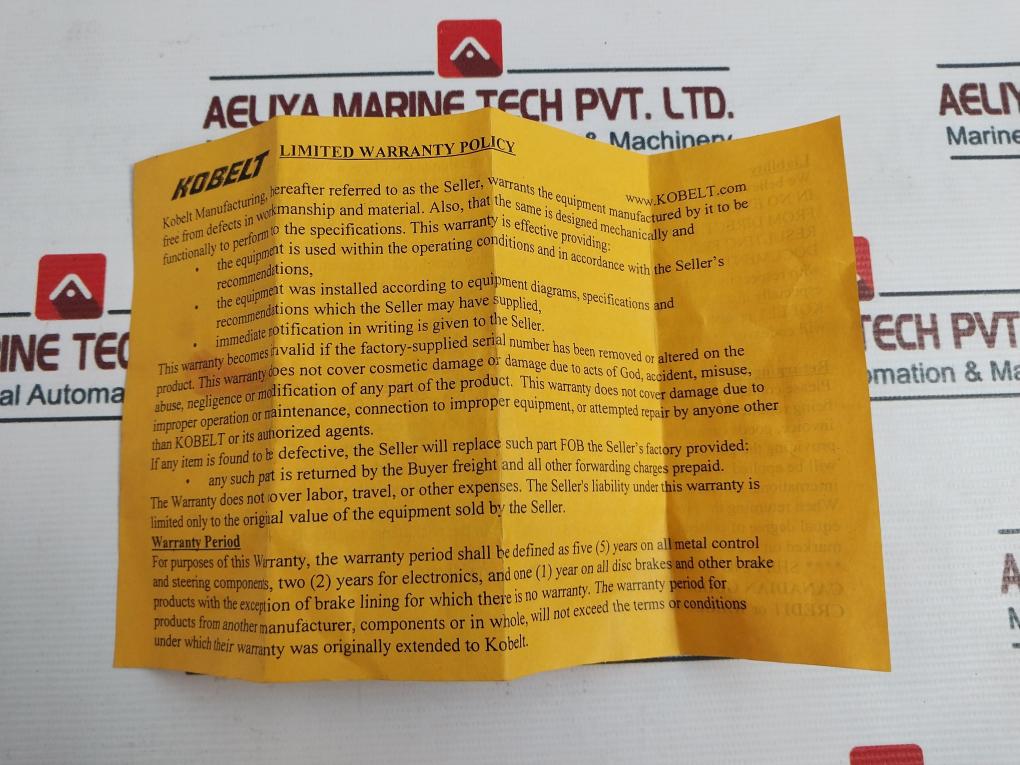 AELIYA MARINE TECH PVT. LTD.
& Machinery
AELIY
Marine
KOBELT LIMITED WARRANTY POLICY
www.KOBELT.com
Kobelt Manufacturing, hereafter referred to as the Seller, warrants the equipment manufactured by it to be
free from defects in workmanship and material. Also, that the same is designed mechanically and
functionally to perform to the specifications. This warranty is effective providing:
• the equipment is used within the operating conditions and in accordance with the Seller's
recommendations,
• the equipment was installed according to equipment diagrams, specifications and
recommendations which the Seller may have supplied,
• immediate notification in writing is given to the Seller.
This warranty becomes invalid if the factory-supplied serial number has been removed or altered on the
product. This warranty does not cover cosmetic damage or damage due to acts of God, accident, misuse,
abuse, negligence or modification of any part of the product. This warranty does not cover damage due to
improper operation or maintenance, connection to improper equipment, or attempted repair by anyone other
than KOBELT or its authorized agents.
If any item is found to be defective, the Seller will replace such part FOB the Seller's factory provided:
• any such part is returned by the Buyer freight and all other forwarding charges prepaid.
The Warranty does not cover labor, travel, or other expenses. The Seller's liability under this warranty is
limited only to the original value of the equipment sold by the Seller.
Warranty Period
For purposes of this Warranty, the warranty period shall be defined as five (5) years on all metal control
and steering components, two (2) years for electronics, and one (1) year on all disc brakes and other brake
products with the exception of brake lining for which there is no warranty. The warranty period for
products from another manufacturer, components or in whole, will not exceed the terms or conditions
under which their warranty was originally extended to Kobelt.
RINE TEC
al Automa
TECH PVT
omation & Ma